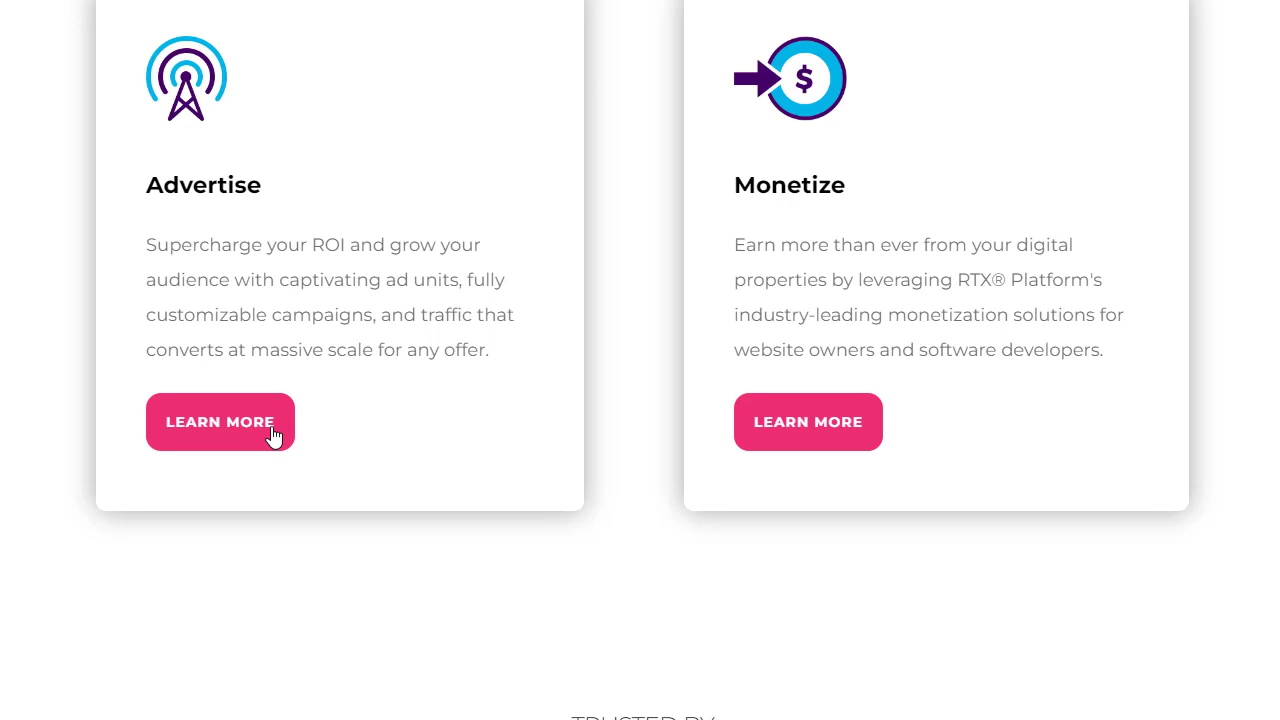 Advertise
Supercharge your ROI and grow your
audience with captivating ad units, fully
customizable campaigns, and traffic that
converts at massive scale for any offer.
LEARN MORE
$
Monetize
Earn more than ever from your digital
properties by leveraging RTX® Platform's
industry-leading monetization solutions for
website owners and software developers.
LEARN MORE
TRUSTED BY